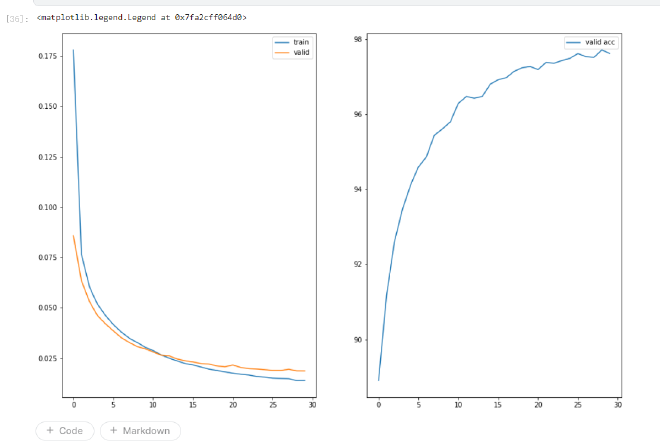 [36]: <matplotlib.legend.Legend at 0x7fa2cff064d0>
train
valid
0.175
0.150
0.125
0.100
0.075
0.050
0.025
0 5 10 15 20 25 30
valid acc
98
96
94
92
90
0 5 10 15 20 25 30
+ Code + Markdown